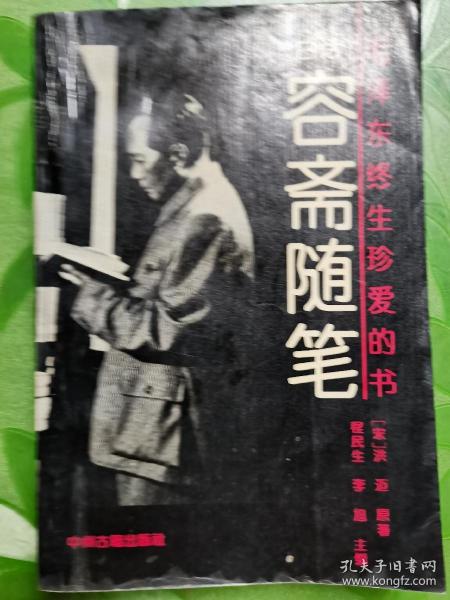 毛泽东终生珍爱的书
容斋随笔
[宋]洪迈 原著
程民生 李旭 主
中州古籍出版社
孔夫子旧书网
www.kongfz.com